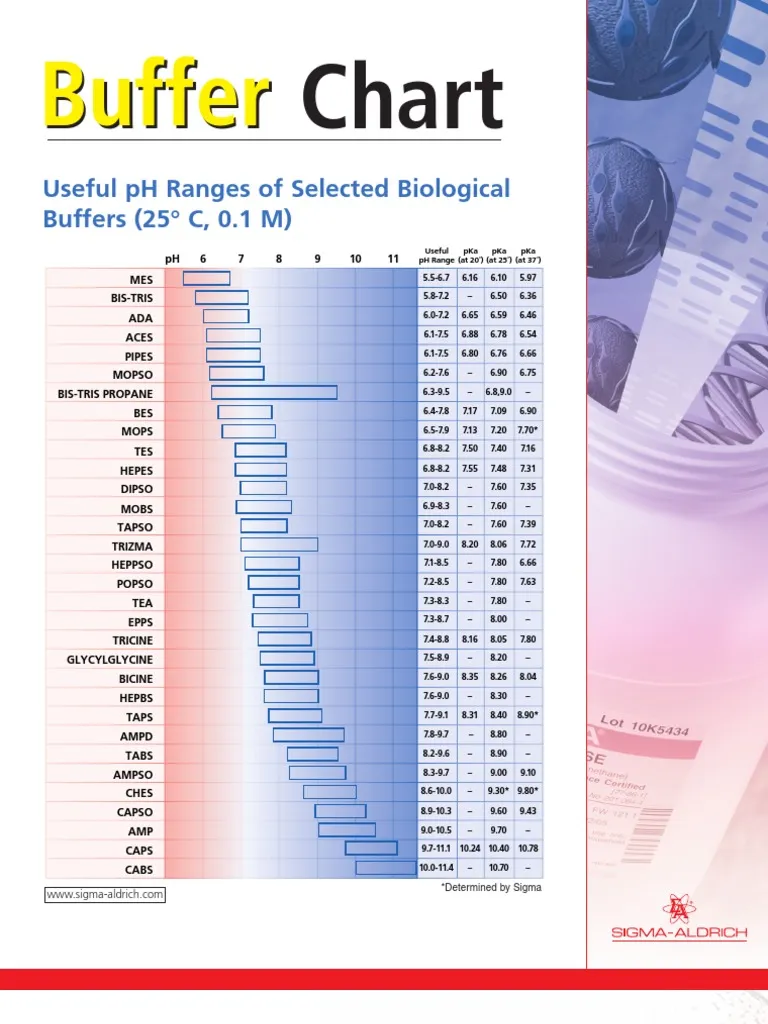 Buffer Chart
Useful pH Ranges of Selected Biological
Buffers (25° C, 0.1 M)
pH 6 7 8 9 10 11 Useful pH Range pKa (at 20˚) pKa (at 25˚) pKa (at 37˚)
MES 5.5-6.7 6.16 6.10 5.97
BIS-TRIS 5.8-7.2 – 6.50 6.36
ADA 6.0-7.2 6.65 6.59 6.46
ACES 6.1-7.5 6.88 6.78 6.54
PIPES 6.1-7.5 6.80 6.76 6.66
MOPSO 6.2-7.6 – 6.90 6.75
BIS-TRIS PROPANE 6.3-9.5 – 6.8,9.0 –
BES 6.4-7.8 7.17 7.09 6.90
MOPS 6.5-7.9 7.13 7.20 7.70*
TES 6.8-8.2 7.50 7.40 7.16
HEPES 6.8-8.2 7.55 7.48 7.31
DIPSO 7.0-8.2 – 7.60 7.35
MOBS 6.9-8.3 – 7.60 –
TAPSO 7.0-8.2 – 7.60 7.39
TRIZMA 7.0-9.0 8.20 8.06 7.72
HEPPSO 7.1-8.5 – 7.80 6.66
POPSO 7.2-8.5 – 7.80 7.63
TEA 7.3-8.3 – 7.80 –
EPPS 7.3-8.7 – 8.00 –
TRICINE 7.4-8.8 8.16 8.05 7.80
GLYCYLGLYCINE 7.5-8.9 – 8.20 –
BICINE 7.6-9.0 8.35 8.26 8.04
HEPBS 7.6-9.0 – 8.30 –
TAPS 7.7-9.1 8.31 8.40 8.90*
AMPD 7.8-9.7 – 8.80 –
TABS 8.2-9.6 – 8.90 –
AMPSO 8.3-9.7 – 9.00 9.10
CHES 8.6-10.0 – 9.30* 9.80*
CAPSO 8.9-10.3 – 9.60 9.43
AMP 9.0-10.5 – 9.70 –
CAPS 9.7-11.1 10.24 10.40 10.78
CABS 10.0-11.4 – 10.70 –
*Determined by Sigma
www.sigma-aldrich.com
Lot 10K5434
SIGMA-ALDRICH